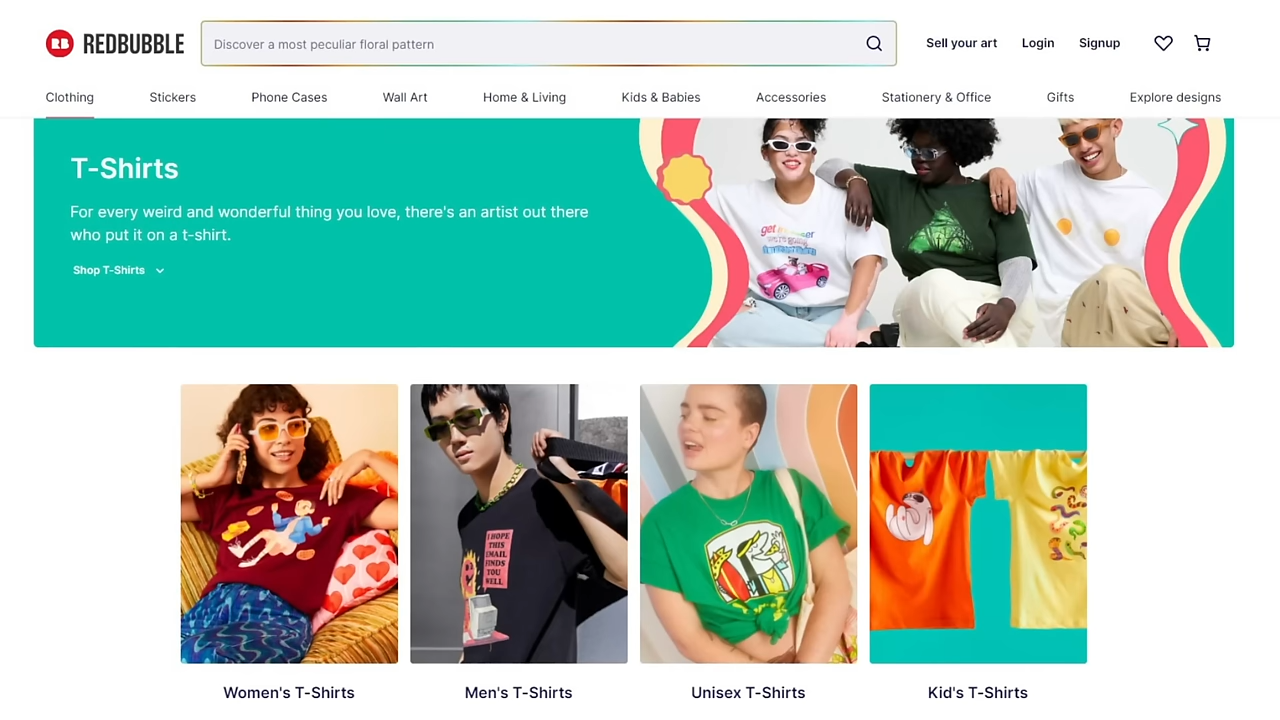 RB REDBUBBLE
Discover a most peculiar floral pattern
Sell your art
Login
Signup
Clothing
Stickers
Phone Cases
Wall Art
Home & Living
Kids & Babies
Accessories
Stationery & Office
Gifts
Explore designs
T-Shirts
For every weird and wonderful thing you love, there's an artist out there
who put it on a t-shirt.
Shop T-Shirts
get
I HOPE
THIS
EMAIL
FINDS
YOU
WELL
Women's T-Shirts
Men's T-Shirts
Unisex T-Shirts
Kid's T-Shirts